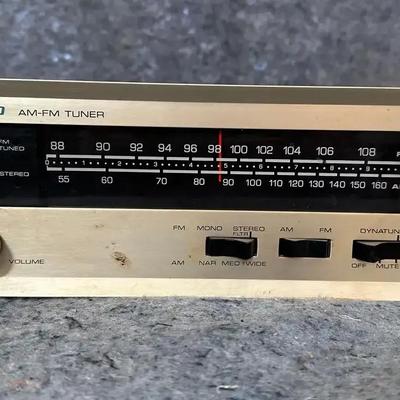 AM-FM TUNER
FM 88 90 92 94 96 98 100 102 104 106 108 F
TUNED
0 1 2 3 4 5 6 7 8 9
STEREO 55 60 70 80 90 100 110 120 130 140 150 160 A
FM MONO STEREO AM FM DYNATUN
FLTR
VOLUME AM NAR MED WIDE OFF MUTE